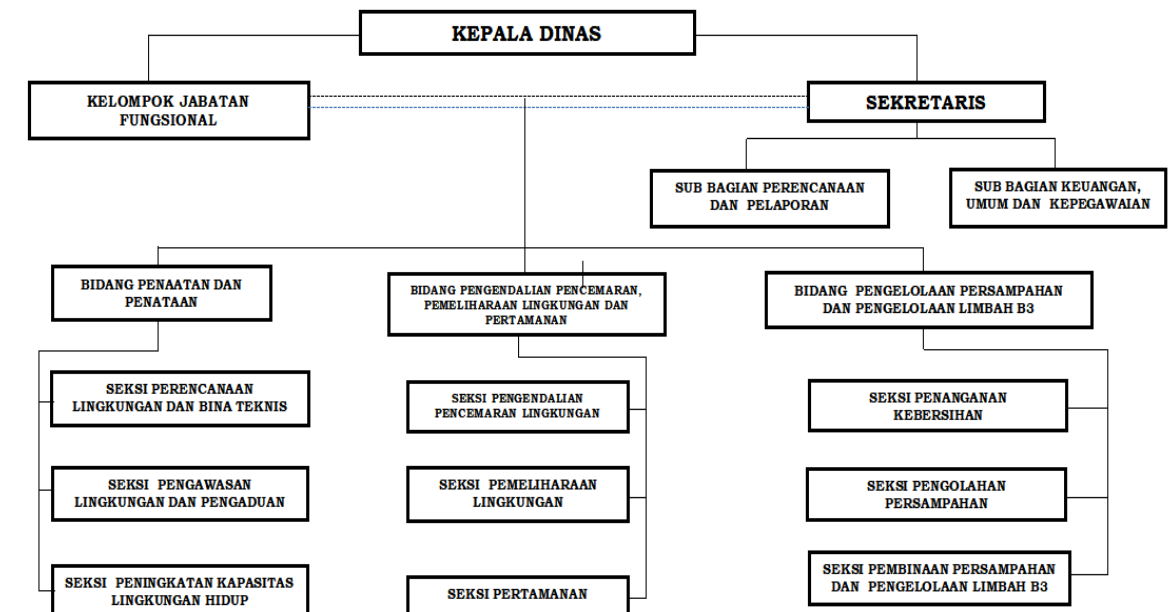 KEPALA DINAS
KELOMPOK JABATAN
FUNGSIONAL
SEKRETARIS
SUB BAGIAN PERENCANAAN
DAN PELAPORAN
SUB BAGIAN KEUANGAN,
UMUM DAN KEPEGAWAIAN
BIDANG PENAATAN DAN
PENATAAN
BIDANG PENGENDALIAN PENCEMARAN,
PEMELIHARAAN LINGKUNGAN DAN
PERTAMANAN
BIDANG PENGELOLAAN PERSAMPAHAN
DAN PENGELOLAAN LIMBAH B3
SEKSI PERENCANAAN
LINGKUNGAN DAN BINA TEKNIS
SEKSI PENGENDALIAN
PENCEMARAN LINGKUNGAN
SEKSI PENANGANAN
KEBERSIHAN
SEKSI PENGAWASAN
LINGKUNGAN DAN PENGADUAN
SEKSI PEMELIHARAAN
LINGKUNGAN
SEKSI PENGOLAHAN
PERSAMPAHAN
SEKSI PENINGKATAN KAPASITAS
LINGKUNGAN HIDUP
SEKSI PERTAMANAN
SEKSI PEMBINAAN PERSAMPAHAN
DAN PENGELOLAAN LIMBAH B3